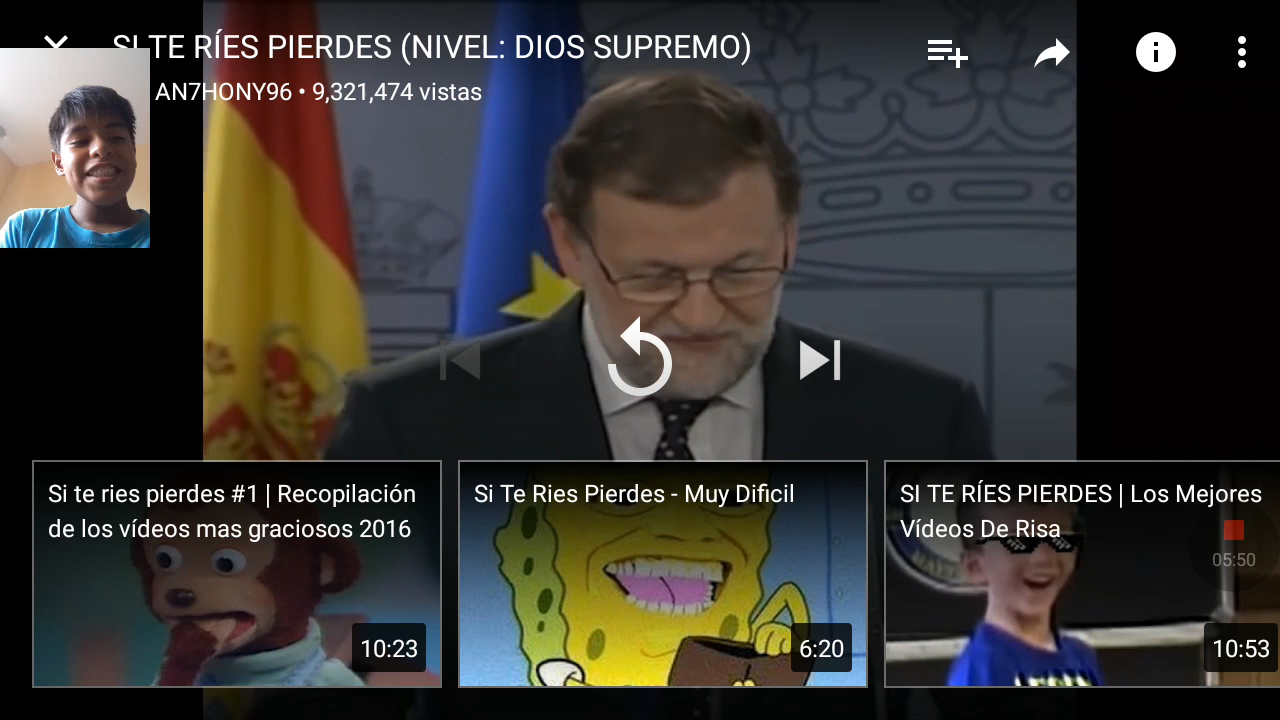 SI TE RÍES PIERDES (NIVEL: DIOS SUPREMO)
AN7HONY96 • 9,321,474 vistas
Si te ries pierdes #1 | Recopilación
de los vídeos mas graciosos 2016
10:23
Si Te Ries Pierdes - Muy Dificil
6:20
SI TE RÍES PIERDES | Los Mejores
Vídeos De Risa
05:50
10:53